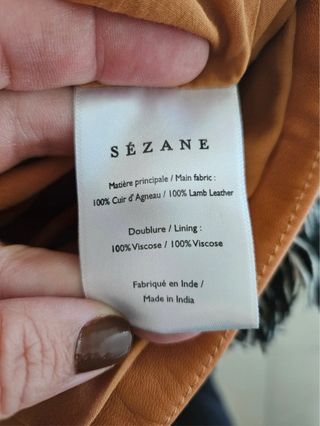 SÉZANE
Matière principale / Main fabric :
100% Cuir d'Agneau / 100% Lamb Leather
Doublure / Lining :
100% Viscose / 100% Viscose
Fabriqué en Inde /
Made in India